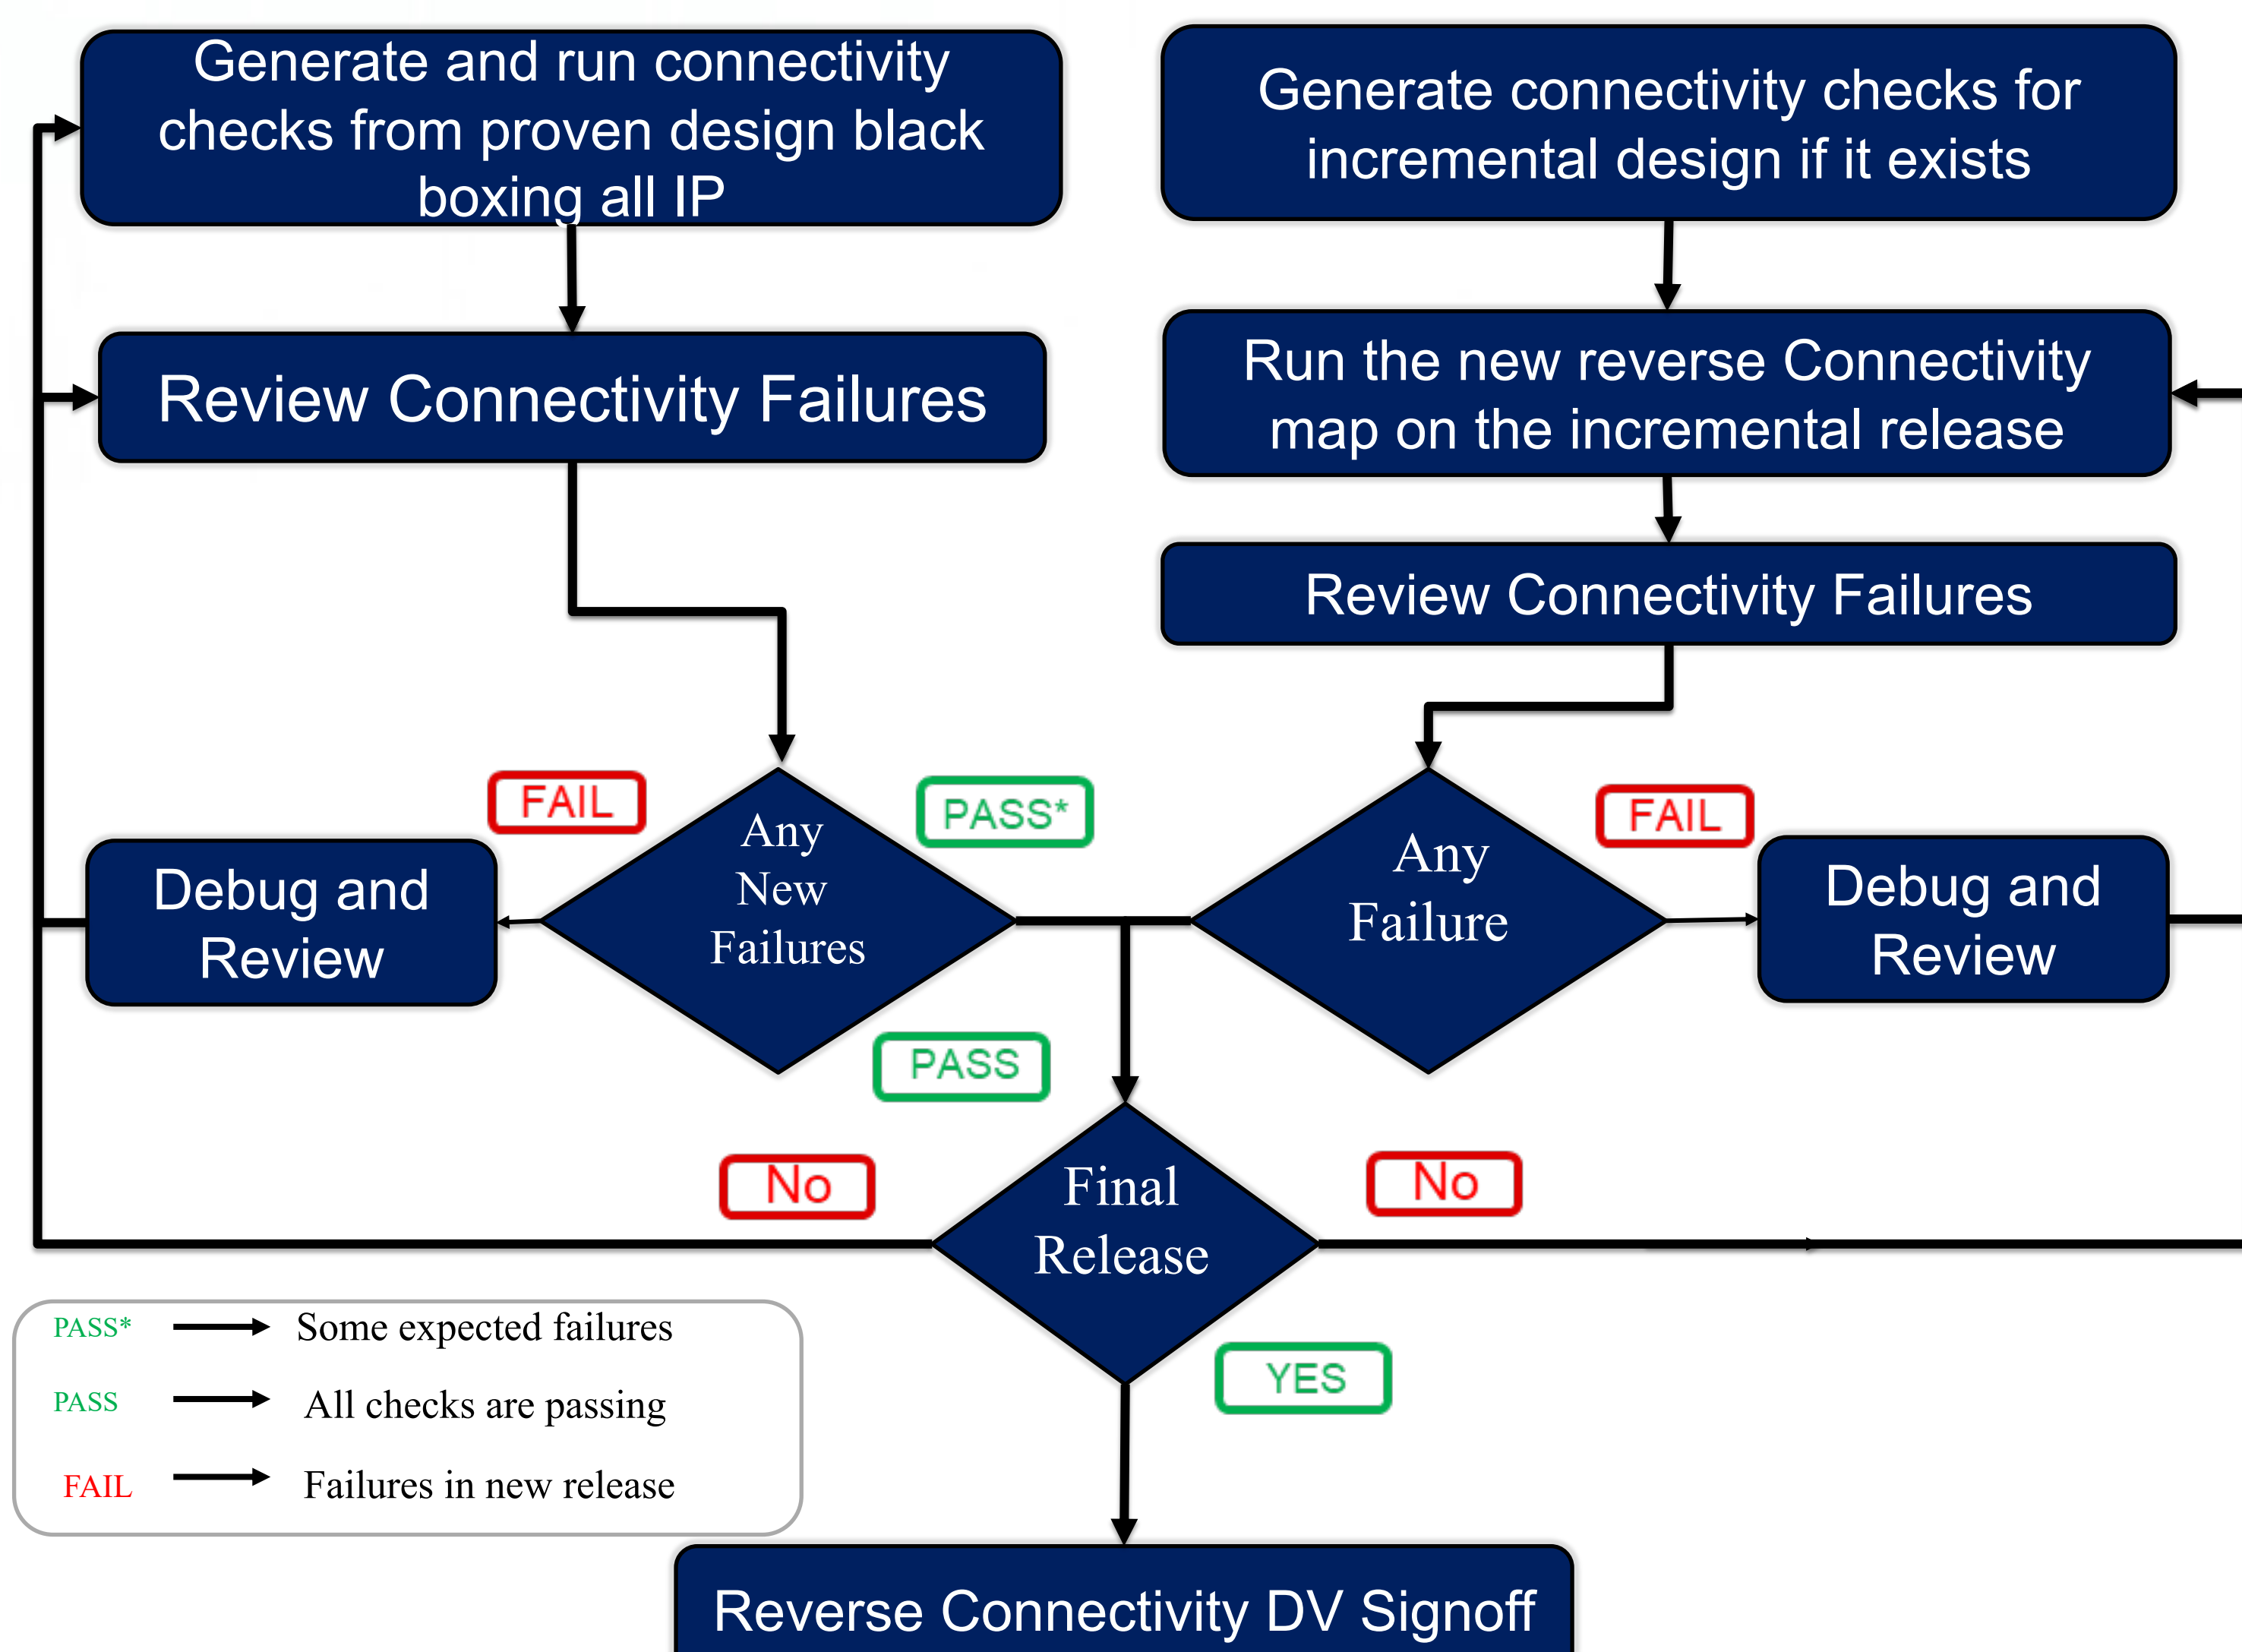 Generate and run connectivity
checks from proven design black
boxing all IP
Generate connectivity checks for
incremental design if it exists
Review Connectivity Failures
Run the new reverse Connectivity
map on the incremental release
Review Connectivity Failures
FAIL
PASS*
FAIL
Debug and
Review
Any
New
Failures
Any
Failure
Debug and
Review
PASS
No
Final
Release
No
YES
PASS* Some expected failures
PASS All checks are passing
FAIL Failures in new release
Reverse Connectivity DV Signoff